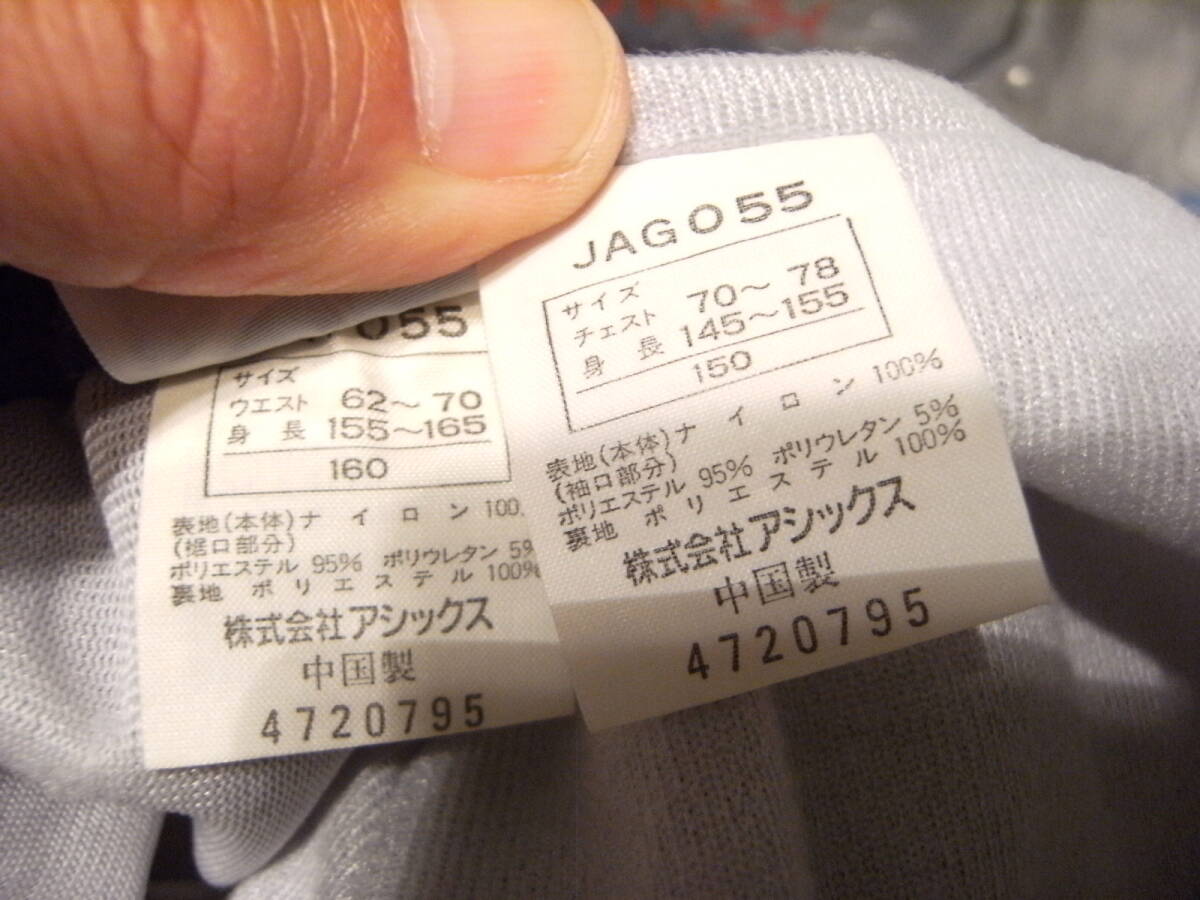 055
サイズ
ウエスト 62〜 70
身 長 155〜165
160
表地(本体)ナ イ ロ ン 100
(裾口部分)
ポリエステル 95% ポリウレタン 5%
裏地 ポ リ エ ス テ ル 100%
株式会社アシックス
中国製
4720795
JAG055
サイズ
チェスト 70〜 78
身 長 145〜155
150
表地(本体)ナ イ ロ ン 100%
(袖口部分)
ポリエステル 95% ポリウレタン 5%
裏地 ポ リ エ ス テ ル 100%
株式会社アシックス
中国製
4720795